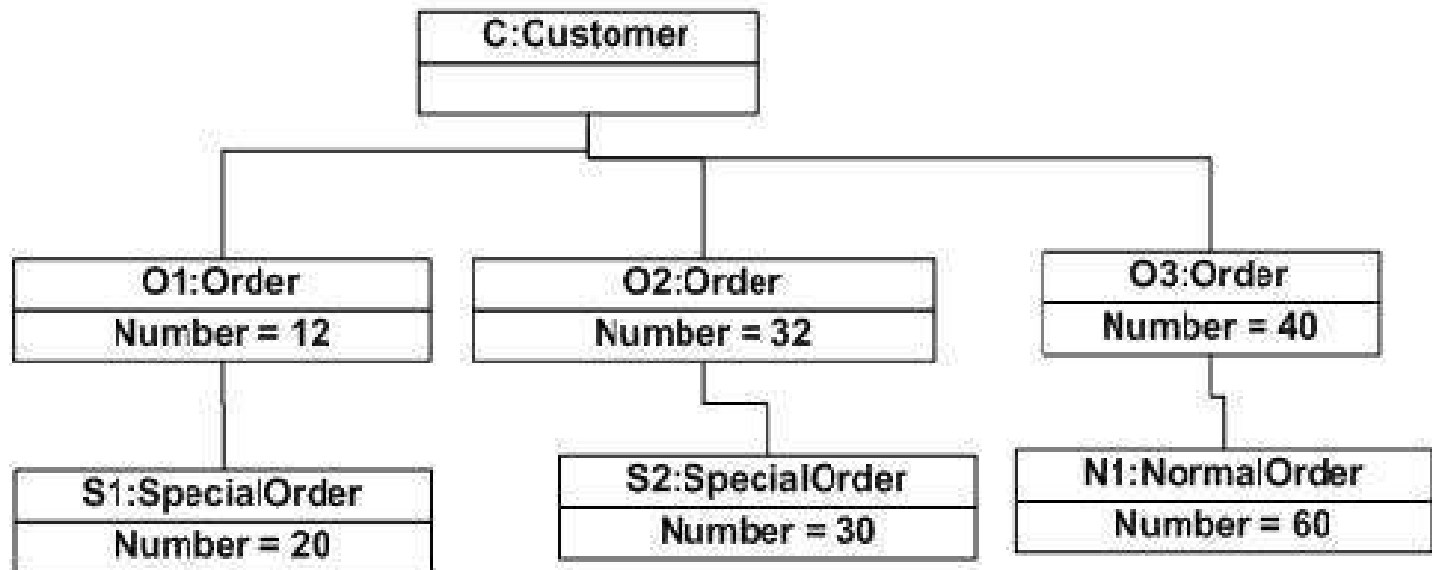 C:Customer
O1:Order
Number = 12
O2:Order
Number = 32
O3:Order
Number = 40
S1:SpecialOrder
Number = 20
S2:SpecialOrder
Number = 30
N1:NormalOrder
Number = 60